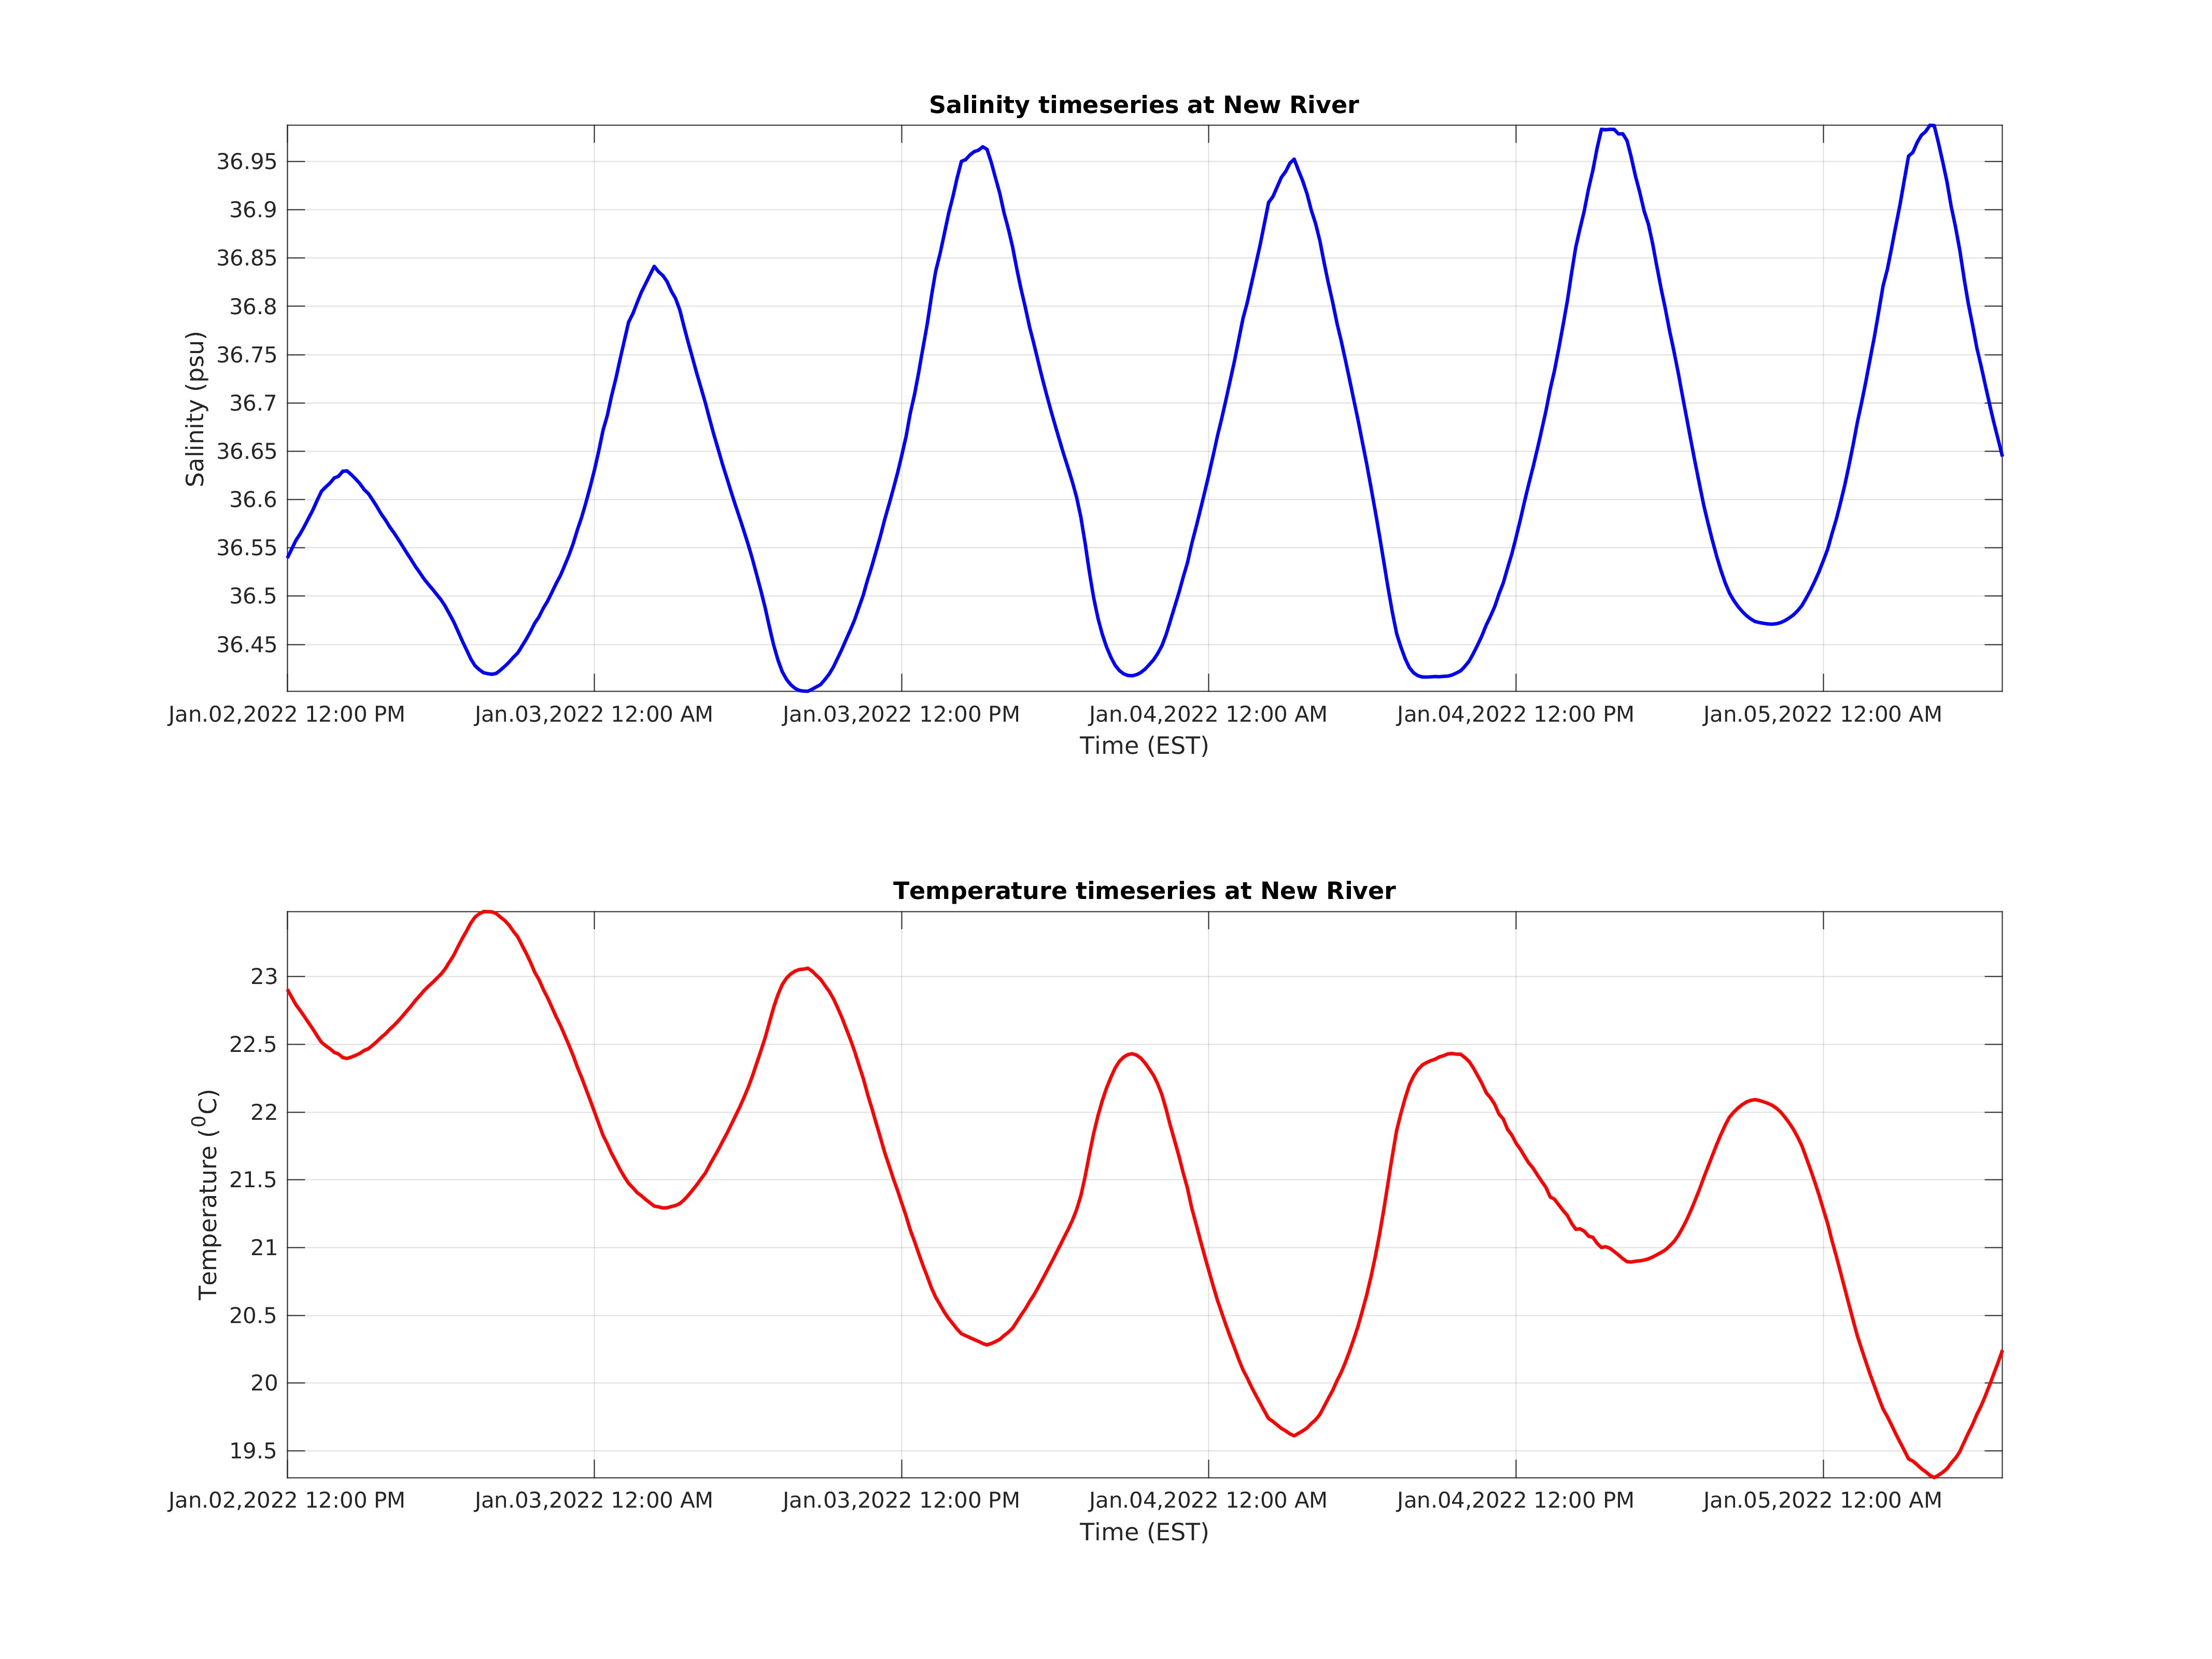 Salinity timeseries at New River
36.95
36.9
36.85
36.8
36.75
36.7
36.65
36.6
36.55
36.5
36.45
Salinity (psu)
Jan.02,2022 12:00 PM Jan.03,2022 12:00 AM Jan.03,2022 12:00 PM Jan.04,2022 12:00 AM Jan.04,2022 12:00 PM Jan.05,2022 12:00 AM
Time (EST)
Temperature timeseries at New River
23
22.5
22
21.5
21
20.5
20
19.5
Temperature (⁰C)
Jan.02,2022 12:00 PM Jan.03,2022 12:00 AM Jan.03,2022 12:00 PM Jan.04,2022 12:00 AM Jan.04,2022 12:00 PM Jan.05,2022 12:00 AM
Time (EST)